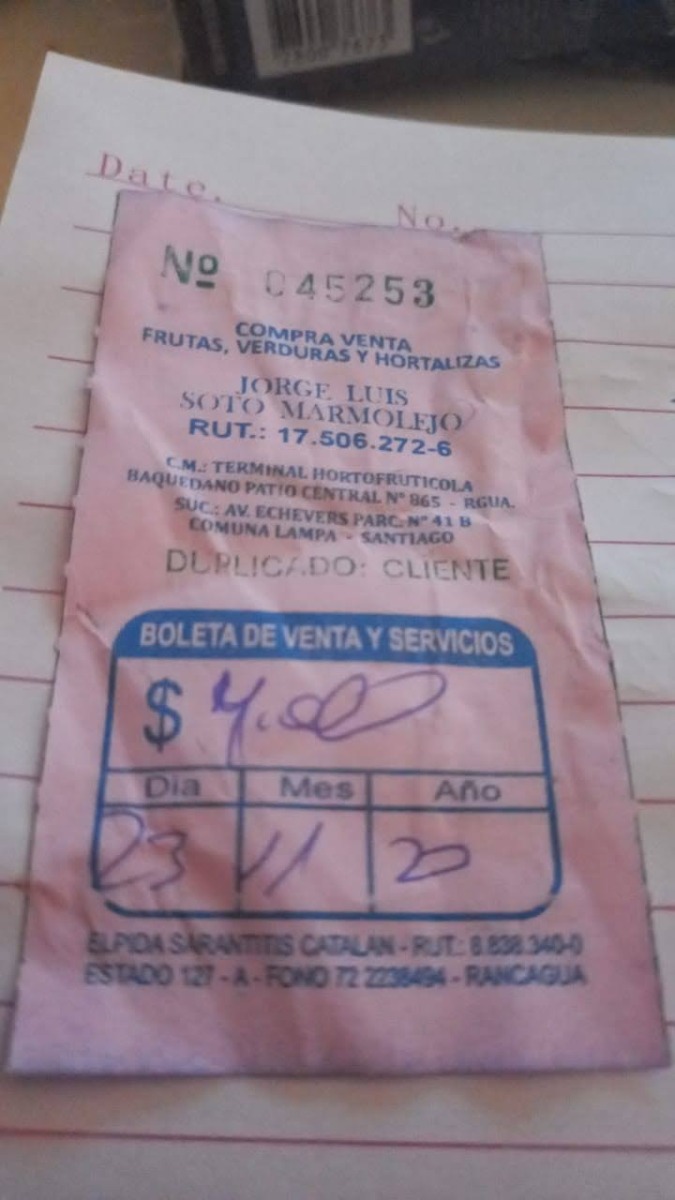 Date.
No.
Nº 045253
COMPRA VENTA
FRUTAS, VERDURAS Y HORTALIZAS
JORGE LUIS
SOTO MARMOLEJO
RUT.: 17.506.272-6
C.M.: TERMINAL HORTOFRUTICOLA
BAQUEDANO PATIO CENTRAL Nº 865 - RGUA.
SUC.: AV. ECHEVERS PARC. Nº 41 B
COMUNA LAMPA - SANTIAGO
DUPLICADO: CLIENTE
BOLETA DE VENTA Y SERVICIOS
$
Dia Mes Año
23 11 20
ELPIDA SARANTITIS CATALAN - RUT.: 8.838.340-0
ESTADO 127 - A - FONO 72 2238494 - RANCAGUA